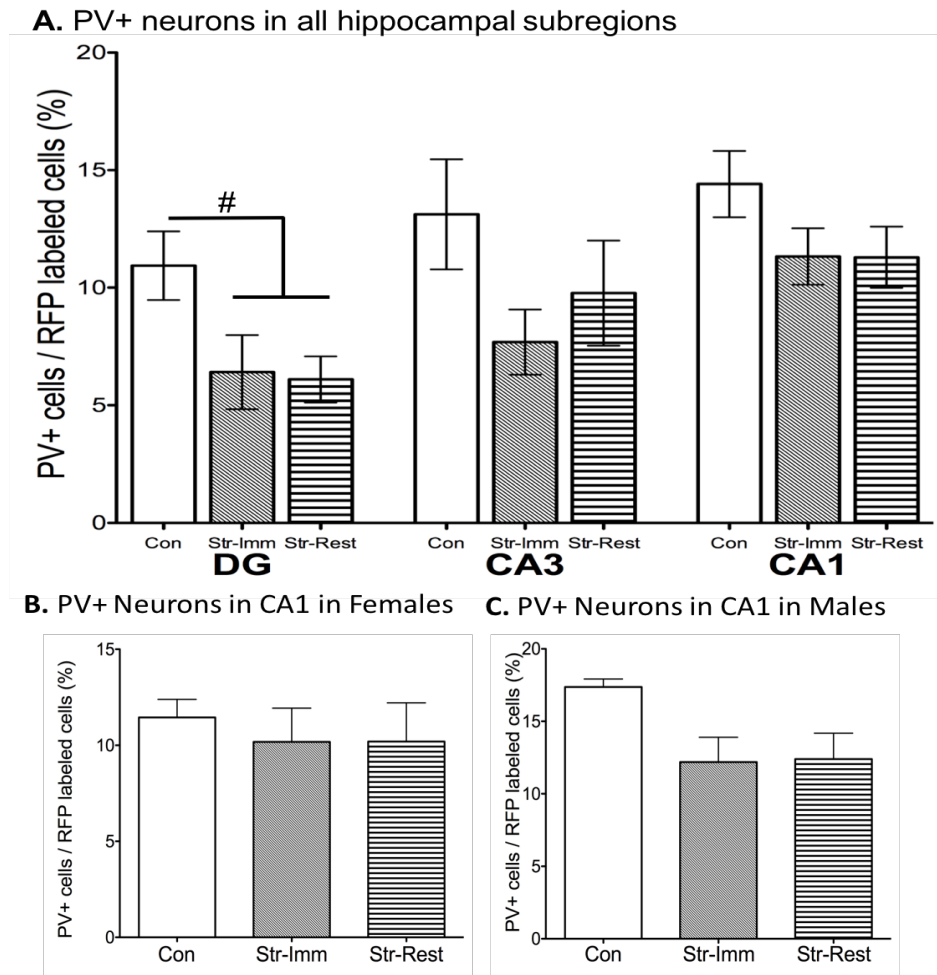 A. PV+ neurons in all hippocampal subregions
PV+ cells / RFP labeled cells (%)
20
15
10
5
0
#
Con Str-Imm Str-Rest Con Str-Imm Str-Rest Con Str-Imm Str-Rest
DG CA3 CA1
B. PV+ Neurons in CA1 in Females
PV+ cells / RFP labeled cells (%)
15
10
5
0
Con Str-Imm Str-Rest
C. PV+ Neurons in CA1 in Males
PV+ cells / RFP labeled cells (%)
20
15
10
5
0
Con Str-Imm Str-Rest